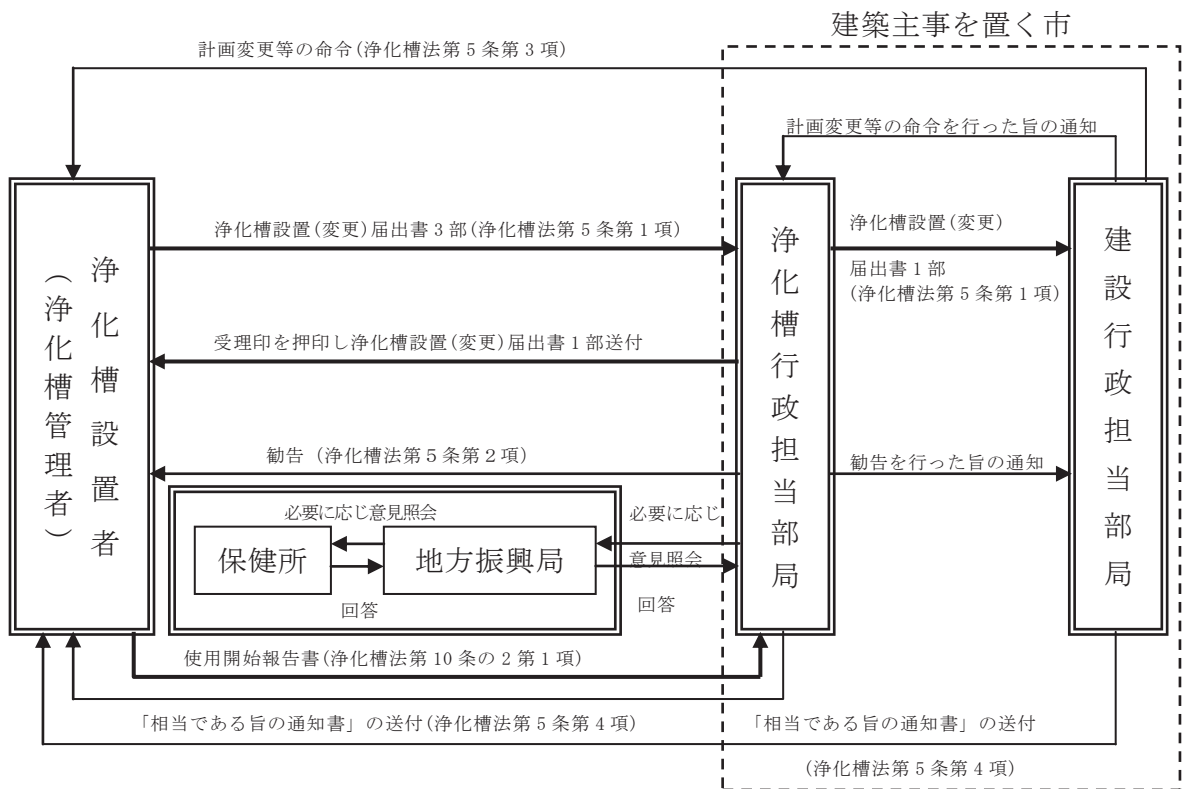 建築主事を置く市
計画変更等の命令(浄化槽法第5条第3項)
計画変更等の命令を行った旨の通知
浄化槽設置者
(浄化槽管理者)
浄化槽設置(変更)届出書3部(浄化槽法第5条第1項)
浄化槽行政担当部局
浄化槽設置(変更)
届出書1部
(浄化槽法第5条第1項)
建設行政担当部局
受理印を押印し浄化槽設置(変更)届出書1部送付
勧告(浄化槽法第5条第2項)
勧告を行った旨の通知
必要に応じ意見照会
保健所
地方振興局
回答
必要に応じ
意見照会
回答
使用開始報告書(浄化槽法第10条の2第1項)
「相当である旨の通知書」の送付(浄化槽法第5条第4項)
「相当である旨の通知書」の送付
(浄化槽法第5条第4項)